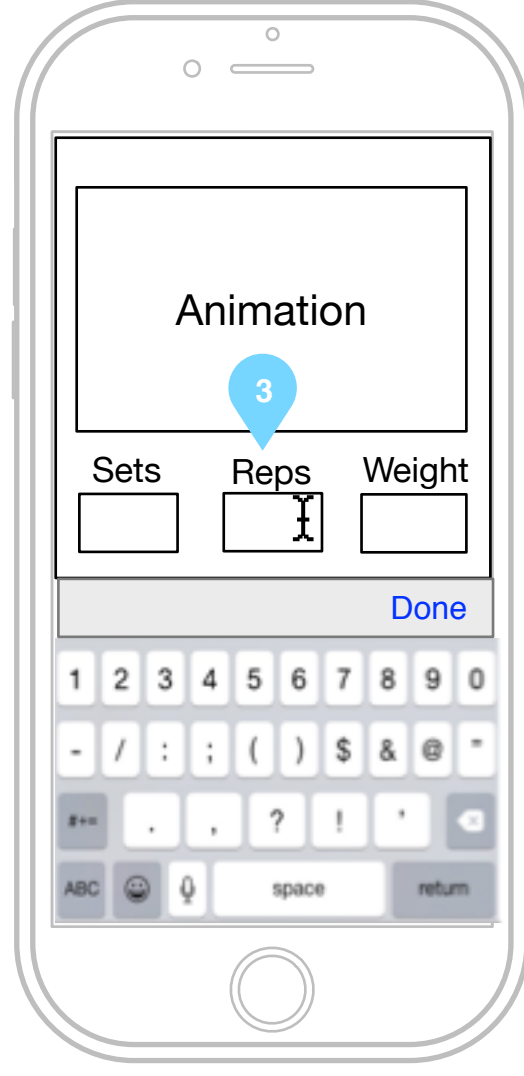 Animation
3
Sets Reps Weight
Done
1 2 3 4 5 6 7 8 9 0
- / : ; ( ) $ & @ "
#+= . , ? ! '
ABC space return